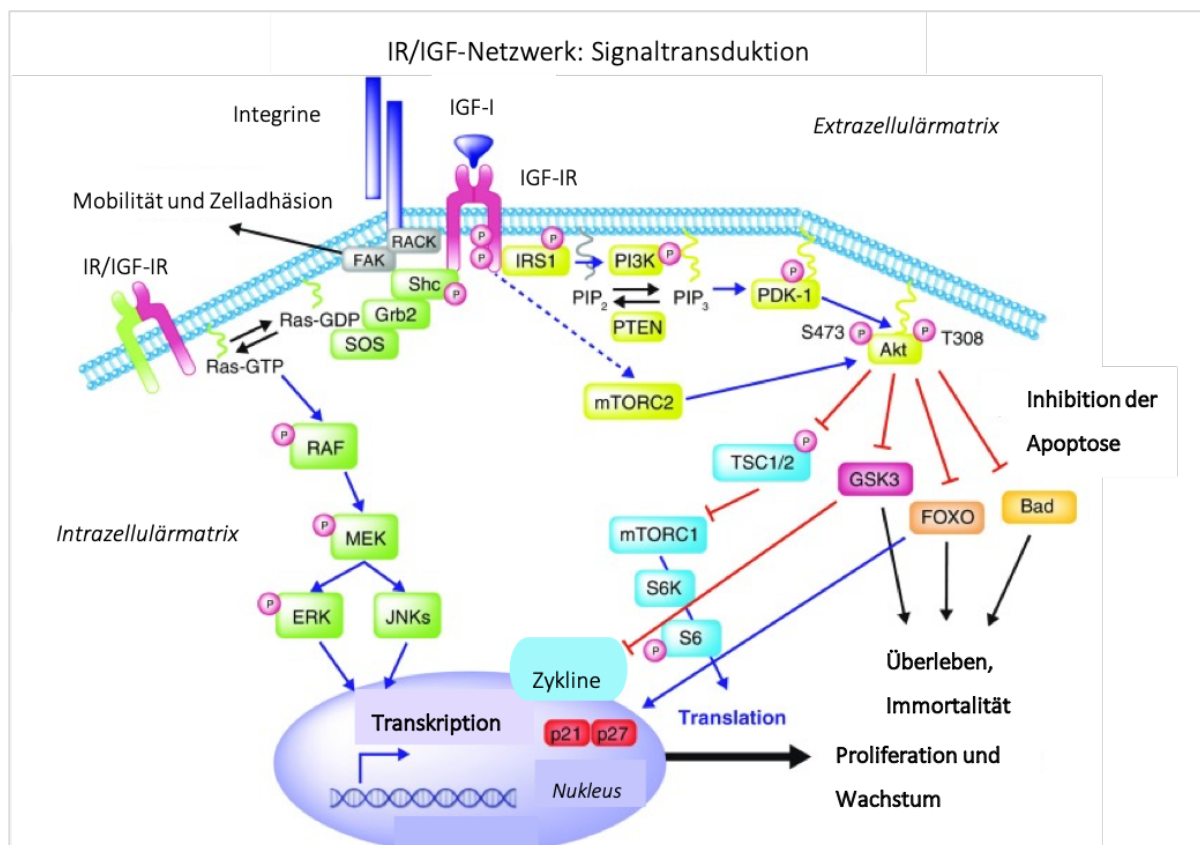 IR/IGF-Netzwerk: Signaltransduktion
Integrine
IGF-I
Extrazellulärmatrix
IGF-IR
Mobilität und Zelladhäsion
RACK
FAK
P
P
P
IRS1
PI3K
P
P
PDK-1
IR/IGF-IR
Shc
P
PIP2
PIP3
Ras-GDP
Grb2
PTEN
SOS
S473
P
Akt
P
T308
Ras-GTP
mTORC2
Inhibition der
Apoptose
P
RAF
P
TSC1/2
GSK3
Bad
FOXO
Intrazellulärmatrix
P
MEK
mTORC1
S6K
P
ERK
JNKs
S6
P
Überleben,
Immortalität
Zykline
Transkription
Translation
p21
p27
Proliferation und
Wachstum
Nukleus